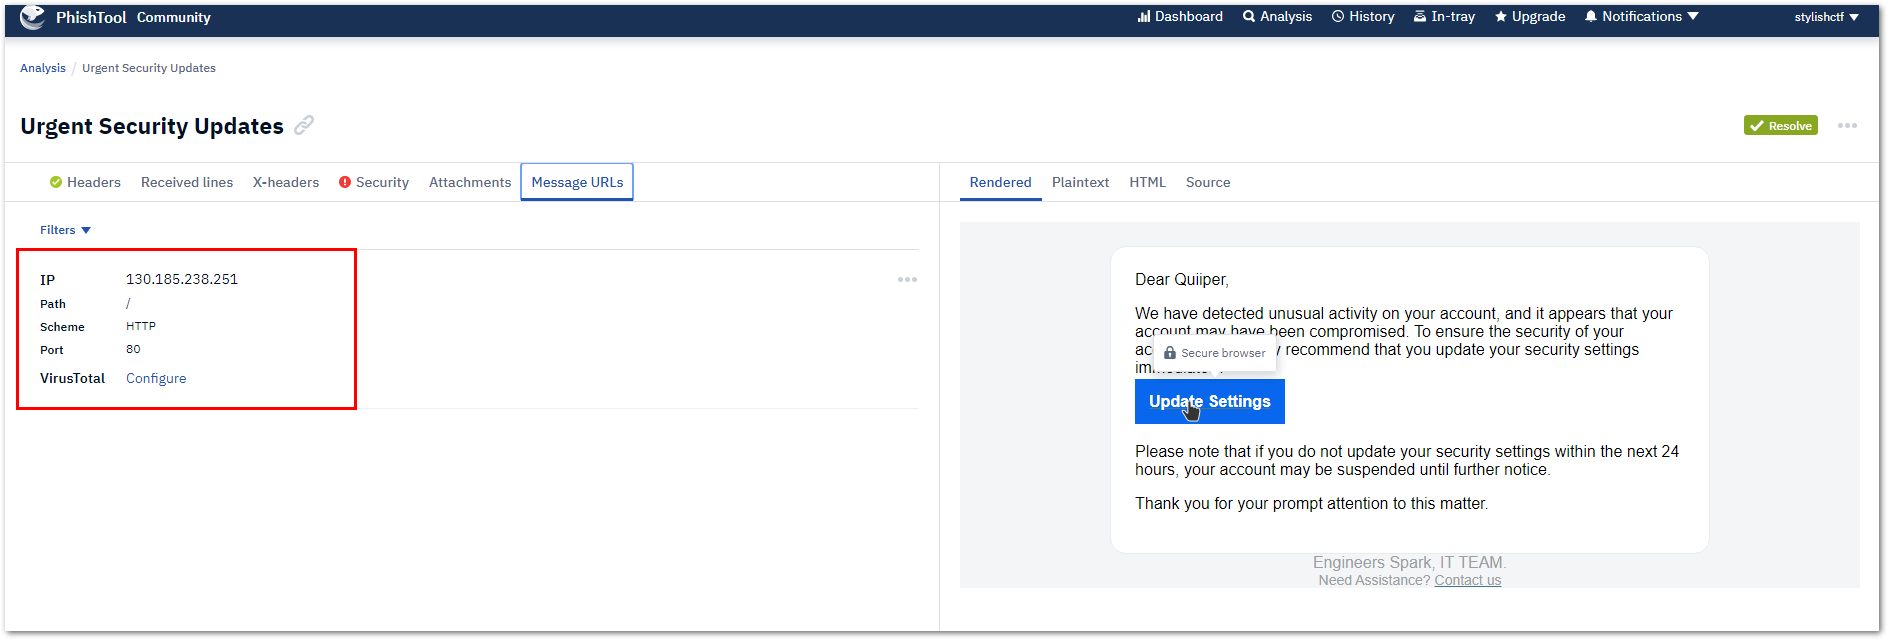 PhishTool Community
Dashboard Analysis History In-tray Upgrade Notifications stylishctf
Analysis / Urgent Security Updates
Urgent Security Updates
Resolve
Headers Received lines X-headers Security Attachments Message URLs
Rendered Plaintext HTML Source
Filters
IP 130.185.238.251
Path /
Scheme HTTP
Port 80
VirusTotal Configure
Dear Quiiper,
We have detected unusual activity on your account, and it appears that your
account may have been compromised. To ensure the security of your
recommend that you update your security settings
Secure browser
Update Settings
Please note that if you do not update your security settings within the next 24
hours, your account may be suspended until further notice.
Thank you for your prompt attention to this matter.
Engineers Spark, IT TEAM.
Need Assistance? Contact us